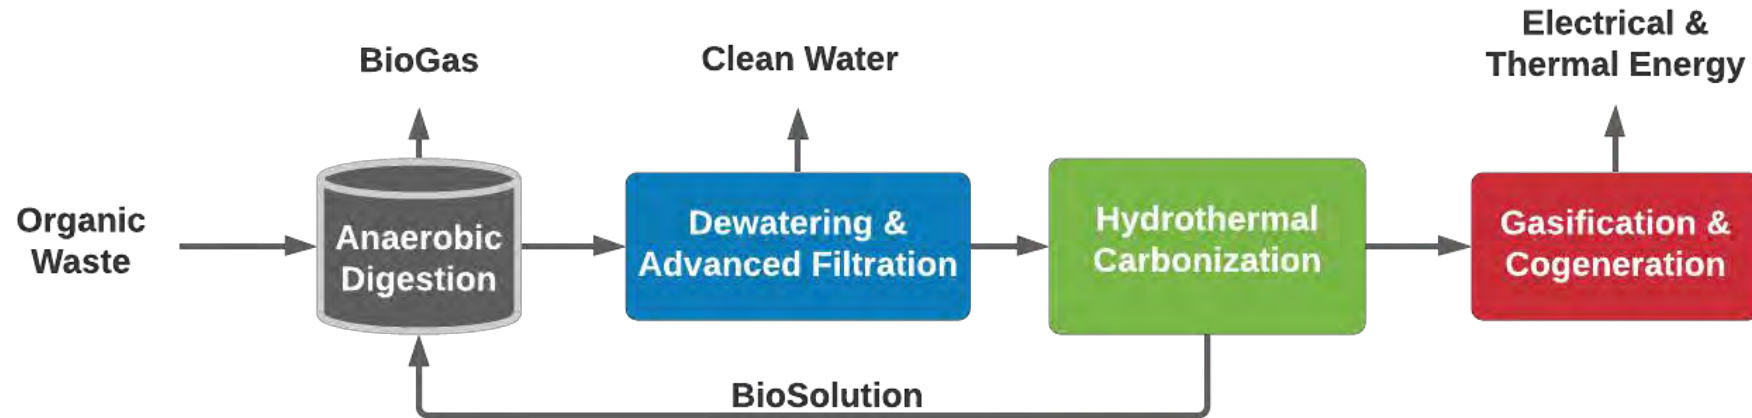 Electrical &
Thermal Energy
BioGas
Clean Water
Organic
Waste
Anaerobic
Digestion
Dewatering &
Advanced Filtration
Hydrothermal
Carbonization
Gasification &
Cogeneration
BioSolution